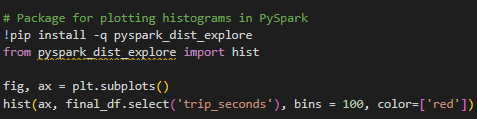 # Package for plotting histograms in PySpark
!pip install -q pyspark_dist_explore
from pyspark_dist_explore import hist
fig, ax = plt.subplots()
hist(ax, final_df.select('trip_seconds'), bins = 100, color=['red'])